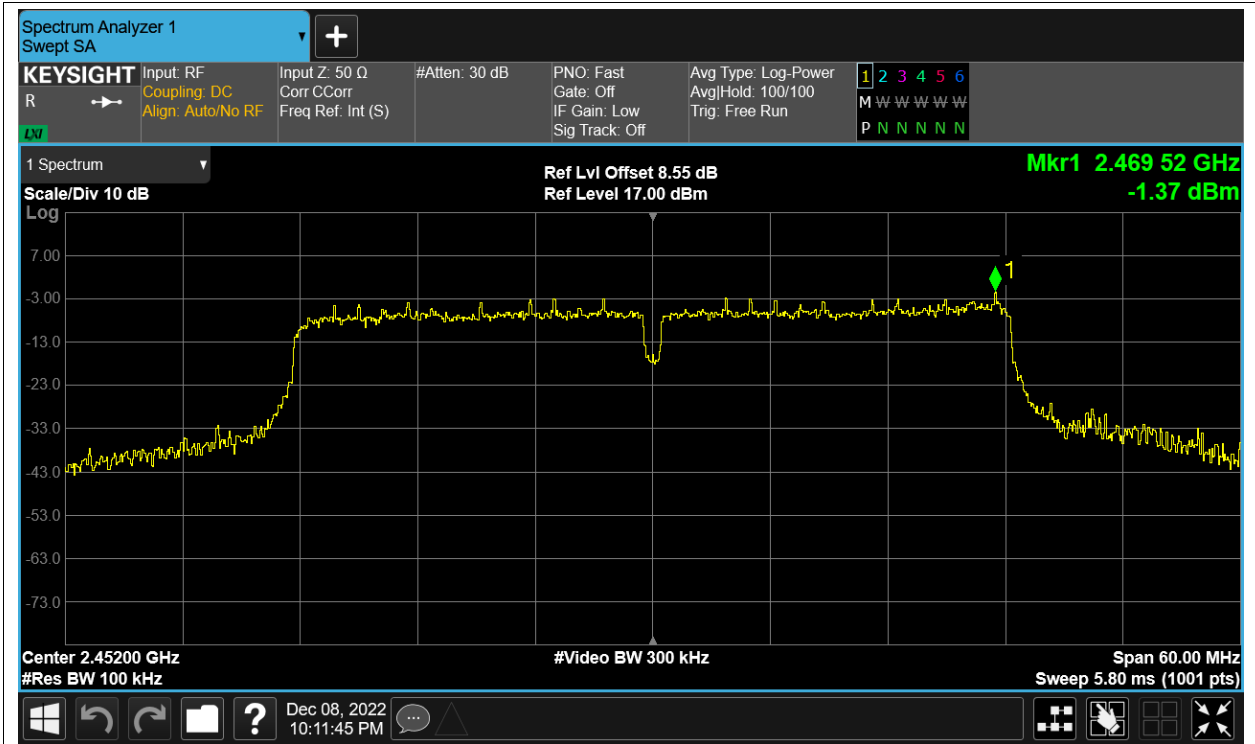 Spectrum Analyzer 1
Swept SA
KEYSIGHT
R
LXI
Input: RF
Coupling: DC
Align: Auto/No RF
Input Z: 50 Ω
Corr CCorr
Freq Ref: Int (S)
#Atten: 30 dB
PNO: Fast
Gate: Off
IF Gain: Low
Sig Track: Off
Avg Type: Log-Power
Avg|Hold: 100/100
Trig: Free Run
1 2 3 4 5 6
M W W W W W
P N N N N N
1 Spectrum
Scale/Div 10 dB
Log
Ref Lvl Offset 8.55 dB
Ref Level 17.00 dBm
Mkr1 2.469 52 GHz
-1.37 dBm
1
7.00
-3.00
-13.0
-23.0
-33.0
-43.0
-53.0
-63.0
-73.0
Center 2.45200 GHz
#Res BW 100 kHz
#Video BW 300 kHz
Span 60.00 MHz
Sweep 5.80 ms (1001 pts)
?
Dec 08, 2022
10:11:45 PM